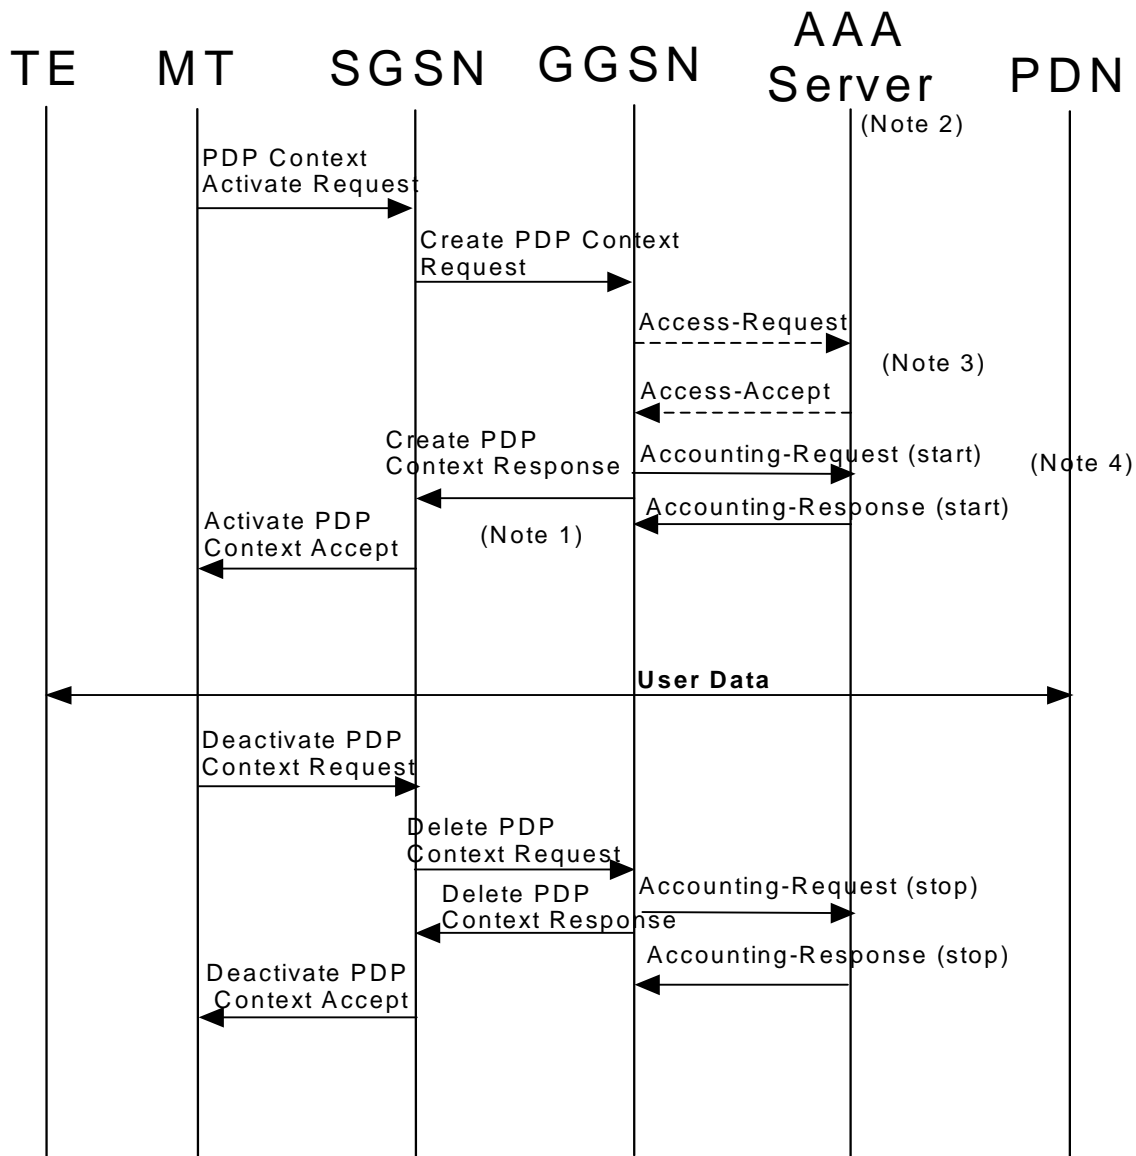 TE
MT
SGSN
GGSN
AAA
Server
PDN
(Note 2)
PDP Context
Activate Request
Create PDP Context
Request
Access-Request
(Note 3)
Access-Accept
Create PDP
Context Response
Accounting-Request (start)
(Note 4)
Accounting-Response (start)
Activate PDP
Context Accept
(Note 1)
User Data
Deactivate PDP
Context Request
Delete PDP
Context Request
Accounting-Request (stop)
Delete PDP
Context Response
Accounting-Response (stop)
Deactivate PDP
Context Accept